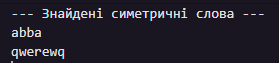 --- Знайдені симетричні слова ---
abba
qwerewq